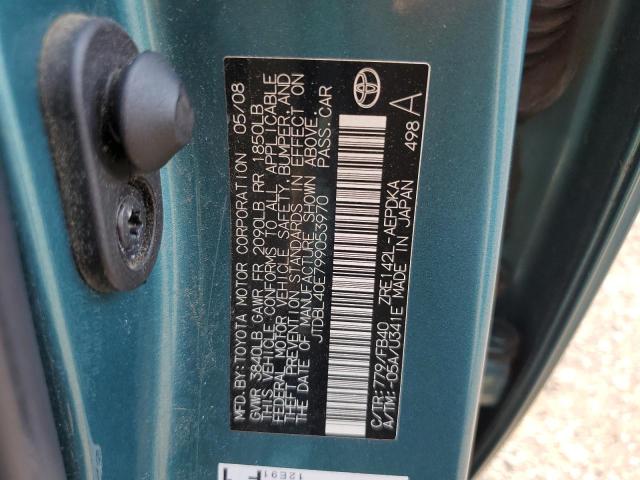 MFD.BY:TOYOTA MOTOR CORPORATION 05/08
GVWR 3840LB GAWR FR 2090LB RR 1850LB
THIS VEHICLE CONFORMS TO ALL APPLICABLE
FEDERAL MOTOR VEHICLE SAFETY, BUMPER, AND
THEFT PREVENTION STANDARDS IN EFFECT ON
THE DATE OF MANUFACTURE SHOWN ABOVE.
JTDBL40E799053970 PASS.CAR
C/TR:779/FB40 ZRE142L-AEPDKA
A/TM:-05A/U341E MADE IN JAPAN
498 A
12E91